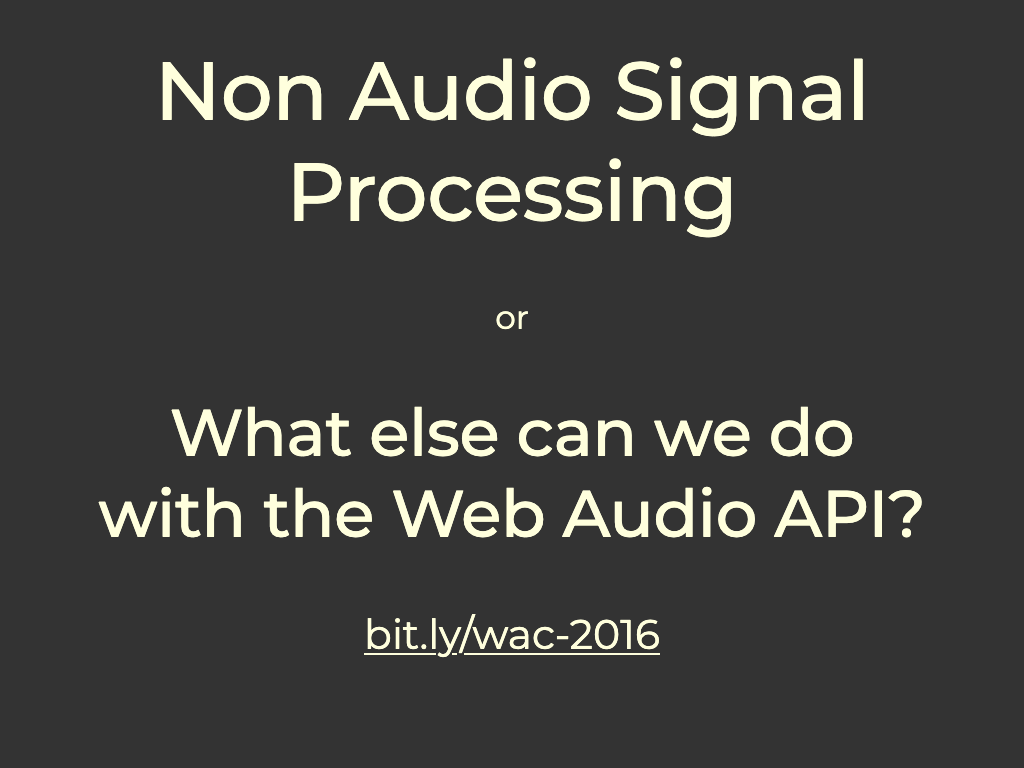 Non Audio Signal
Processing
or
What else can we do
with the Web Audio API?
bit.ly/wac-2016